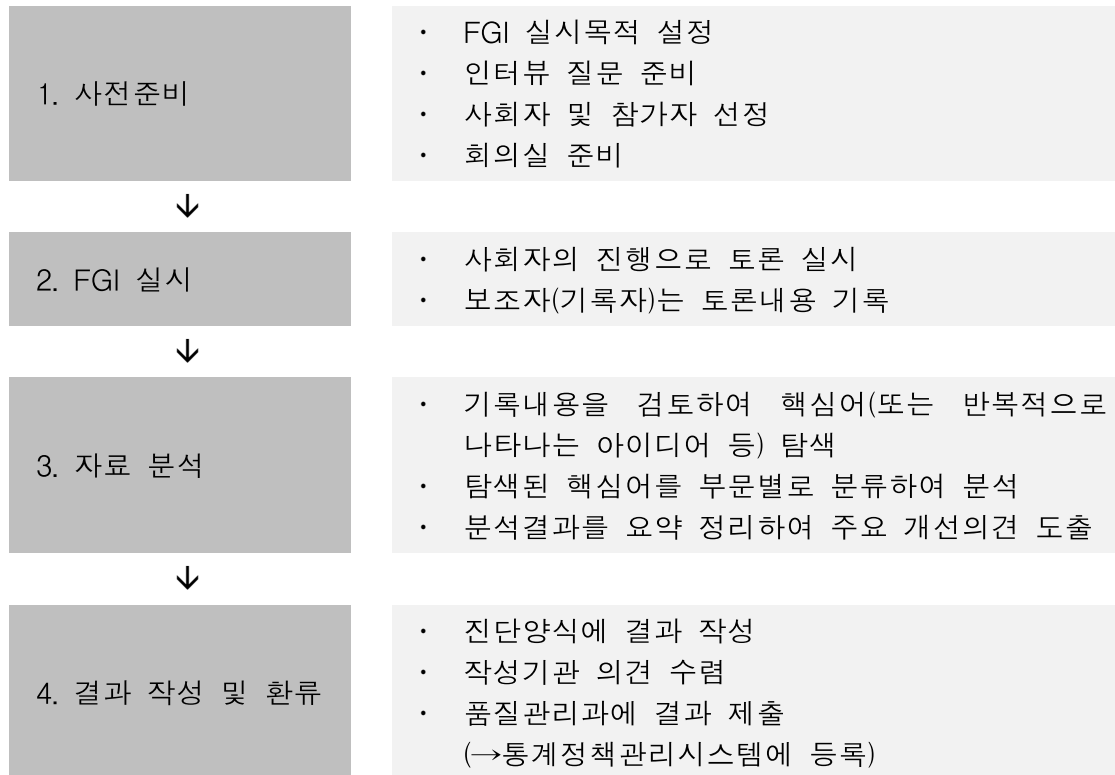 1. 사전준비
· FGI 실시목적 설정
· 인터뷰 질문 준비
· 사회자 및 참가자 선정
· 회의실 준비
↓
2. FGI 실시
· 사회자의 진행으로 토론 실시
· 보조자(기록자)는 토론내용 기록
↓
3. 자료 분석
· 기록내용을 검토하여 핵심어(또는 반복적으로
나타나는 아이디어 등) 탐색
· 탐색된 핵심어를 부문별로 분류하여 분석
· 분석결과를 요약 정리하여 주요 개선의견 도출
↓
4. 결과 작성 및 환류
· 진단양식에 결과 작성
· 작성기관 의견 수렴
· 품질관리과에 결과 제출
(→통계정책관리시스템에 등록)